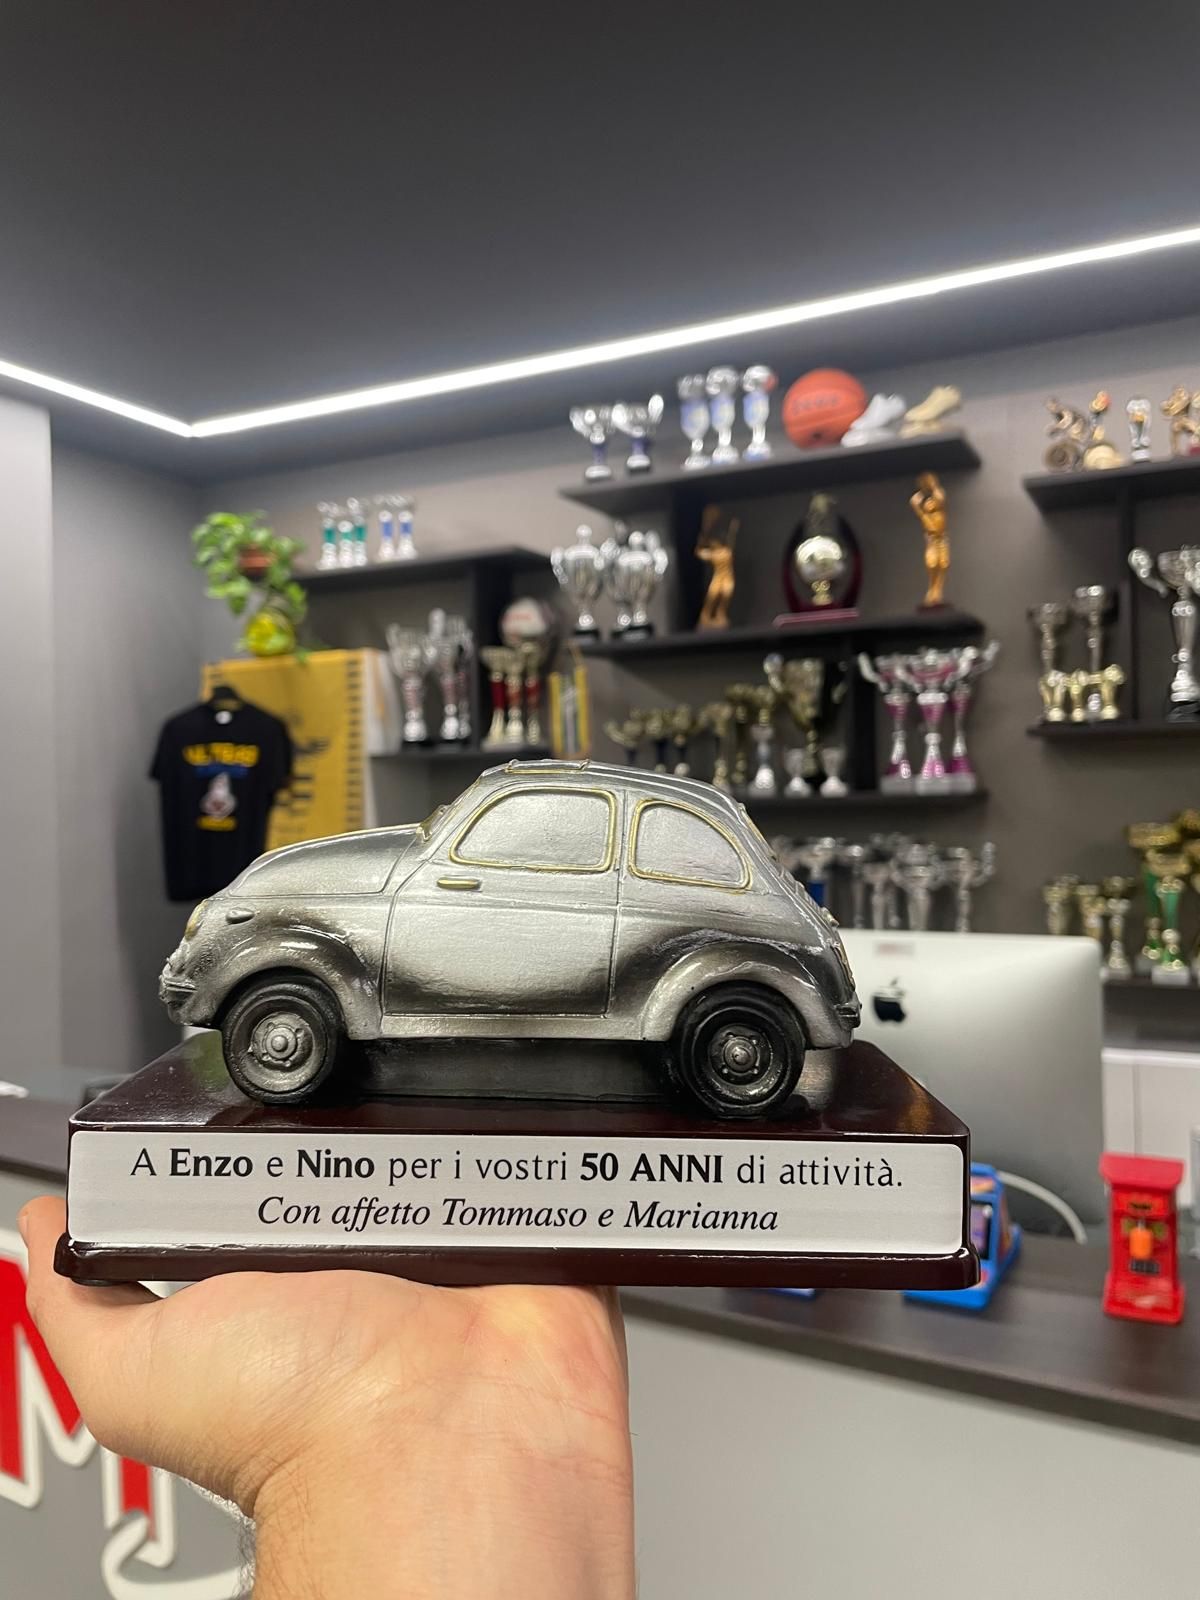 A Enzo e Nino per i vostri 50 ANNI di attività.
Con affetto Tommaso e Marianna